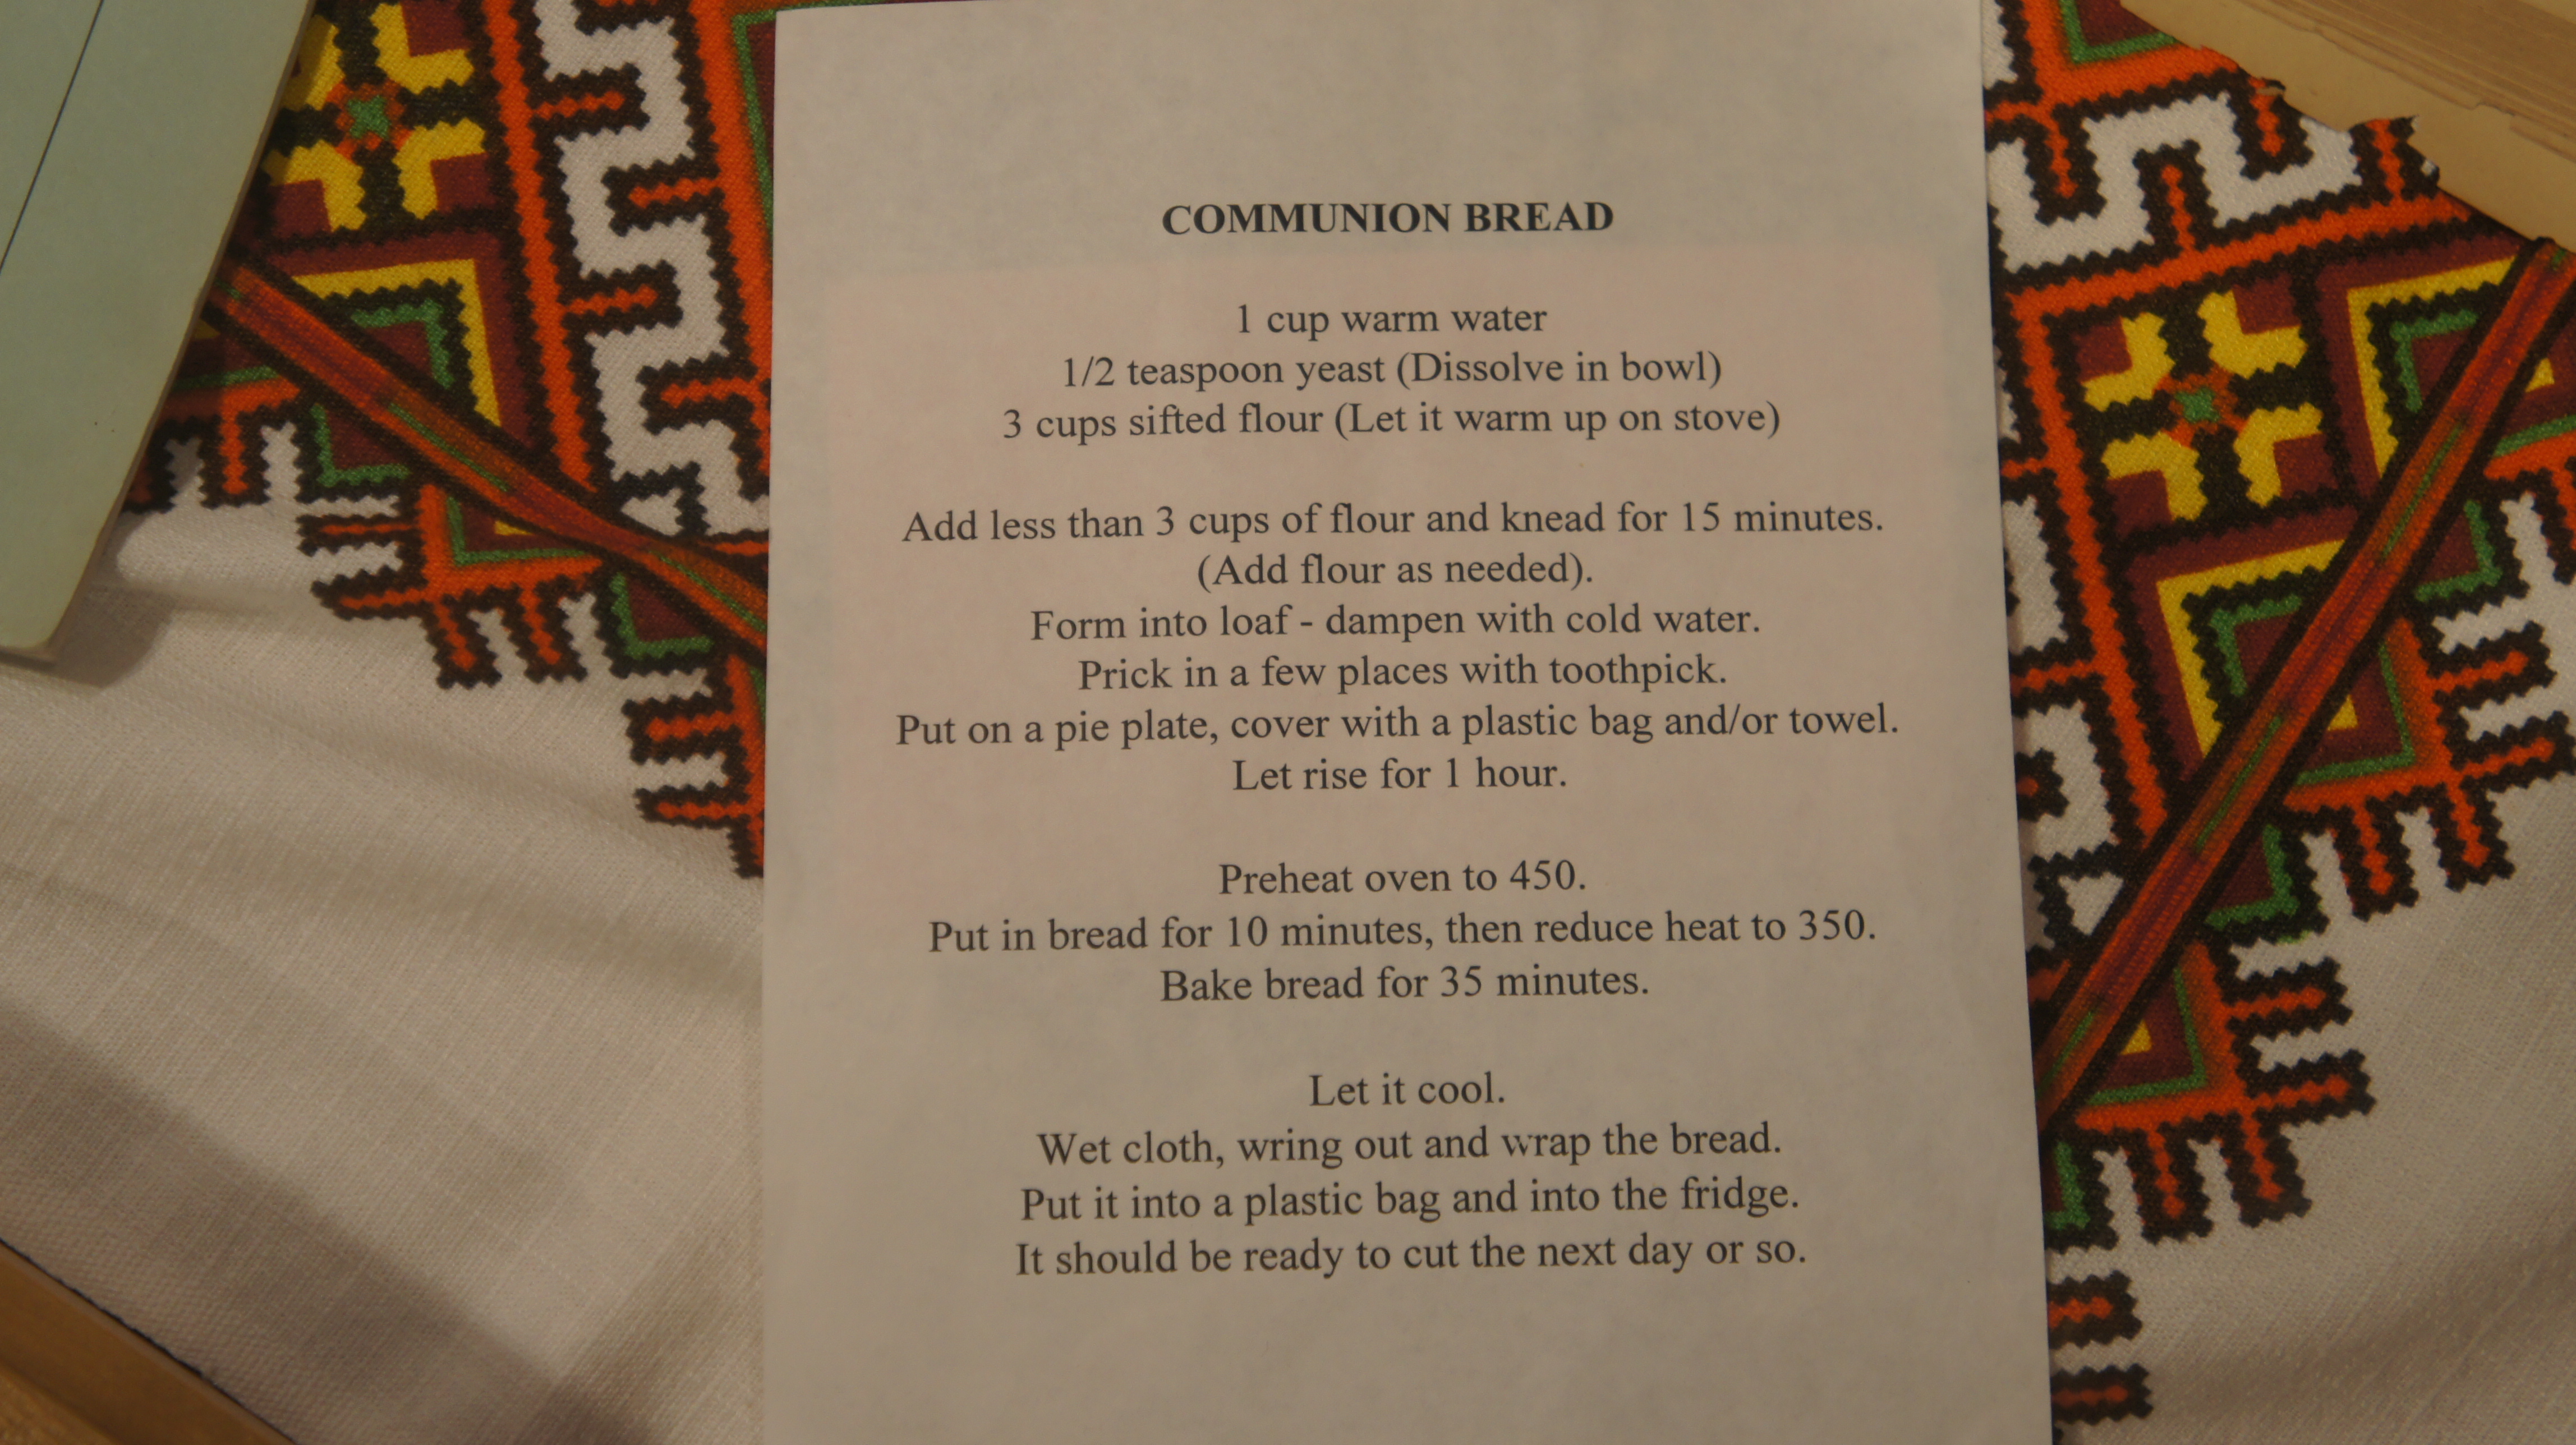 COMMUNION BREAD
1 cup warm water
1/2 teaspoon yeast (Dissolve in bowl)
3 cups sifted flour (Let it warm up on stove)
Add less than 3 cups of flour and knead for 15 minutes.
(Add flour as needed).
Form into loaf - dampen with cold water.
Prick in a few places with toothpick.
Put on a pie plate, cover with a plastic bag and/or towel.
Let rise for 1 hour.
Preheat oven to 450.
Put in bread for 10 minutes, then reduce heat to 350.
Bake bread for 35 minutes.
Let it cool.
Wet cloth, wring out and wrap the bread.
Put it into a plastic bag and into the fridge.
It should be ready to cut the next day or so.